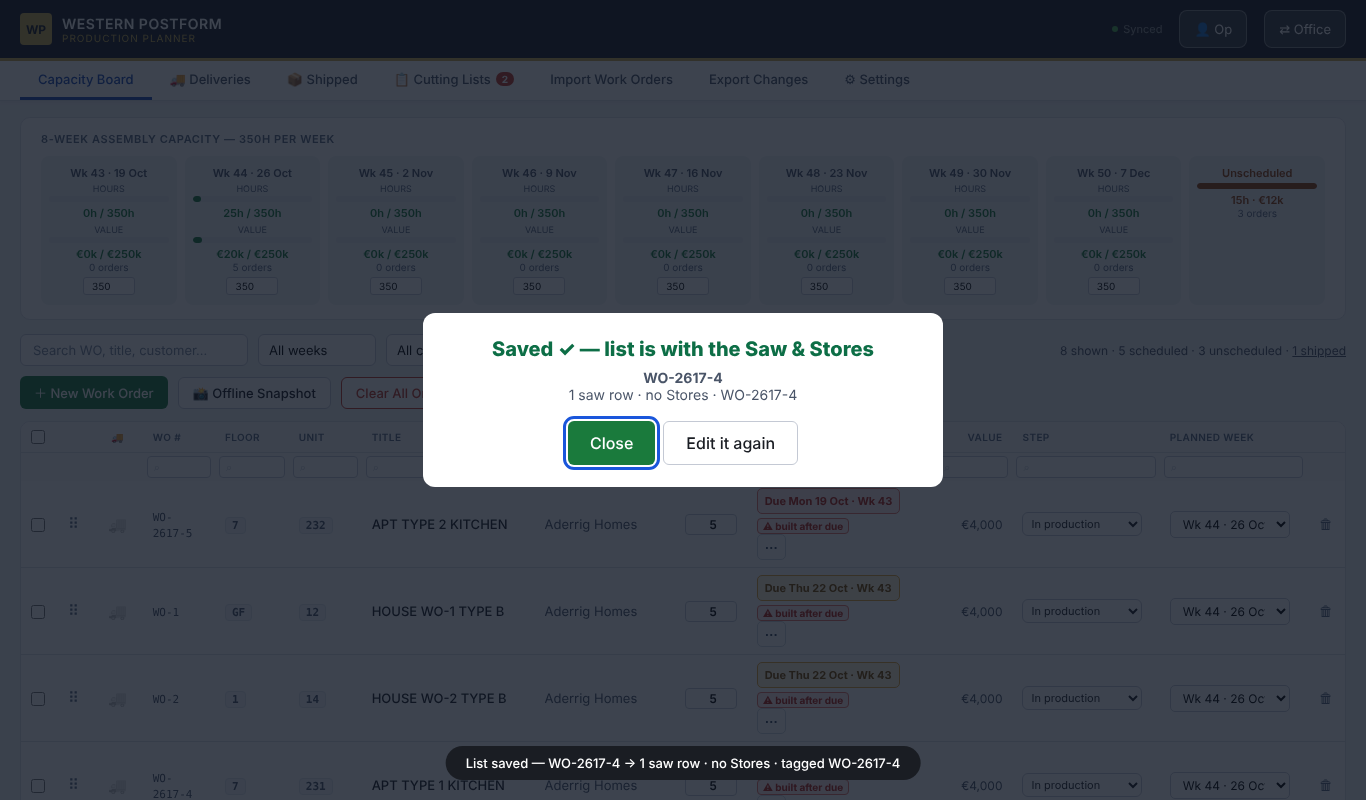 WP
WESTERN POSTFORM
PRODUCTION PLANNER
Synced
Op
⇄ Office
Capacity Board
Deliveries
Shipped
Cutting Lists 2
Import Work Orders
Export Changes
⚙ Settings
8-WEEK ASSEMBLY CAPACITY — 350H PER WEEK
Wk 43 · 19 Oct
HOURS
0h / 350h
VALUE
€0k / €250k
0 orders
350
Wk 44 · 26 Oct
HOURS
25h / 350h
VALUE
€20k / €250k
5 orders
350
Wk 45 · 2 Nov
HOURS
0h / 350h
VALUE
€0k / €250k
0 orders
350
Wk 46 · 9 Nov
HOURS
0h / 350h
VALUE
€0k / €250k
0 orders
350
Wk 47 · 16 Nov
HOURS
0h / 350h
VALUE
€0k / €250k
0 orders
350
Wk 48 · 23 Nov
HOURS
0h / 350h
VALUE
€0k / €250k
0 orders
350
Wk 49 · 30 Nov
HOURS
0h / 350h
VALUE
€0k / €250k
0 orders
350
Wk 50 · 7 Dec
HOURS
0h / 350h
VALUE
€0k / €250k
0 orders
350
Unscheduled
15h · €12k
3 orders
Search WO, title, customer...
All weeks
All c
8 shown · 5 scheduled · 3 unscheduled · 1 shipped
+ New Work Order
Offline Snapshot
Clear All O
Saved ✓ — list is with the Saw & Stores
WO-2617-4
1 saw row · no Stores · WO-2617-4
Close
Edit it again
WO # FLOOR UNIT TITLE VALUE STEP PLANNED WEEK
WO-2617-5 7 232 APT TYPE 2 KITCHEN Aderrig Homes 5 Due Mon 19 Oct · Wk 43 ⚠ built after due ... €4,000 In production Wk 44 · 26 Oc
WO-1 GF 12 HOUSE WO-1 TYPE B Aderrig Homes 5 Due Thu 22 Oct · Wk 43 ⚠ built after due ... €4,000 In production Wk 44 · 26 Oc
WO-2 1 14 HOUSE WO-2 TYPE B Aderrig Homes 5 Due Thu 22 Oct · Wk 43 ⚠ built after due ... €4,000 In production Wk 44 · 26 Oc
WO-2617-4 7 231 APT TYPE 1 KITCHEN Aderrig Homes 5 ⚠ built after due €4,000 In production Wk 44 · 26 Oc
List saved — WO-2617-4 → 1 saw row · no Stores · tagged WO-2617-4